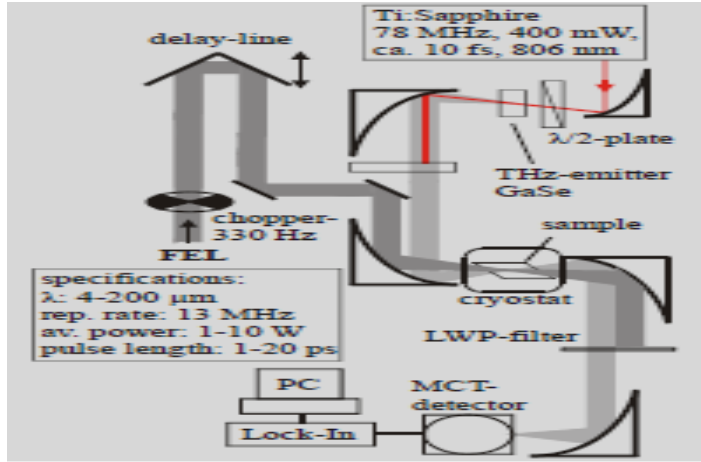 Ti:Sapphire
78 MHz, 400 mW,
ca. 10 fs, 806 nm
delay-line
λ/2-plate
THz-emitter
GaSe
chopper-
330 Hz
FEL
sample
specifications:
λ: 4-200 µm
rep. rate: 13 MHz
av. power: 1-10 W
pulse length: 1-20 ps
cryostat
LWP-filter
PC
MCT-
detector
Lock-In